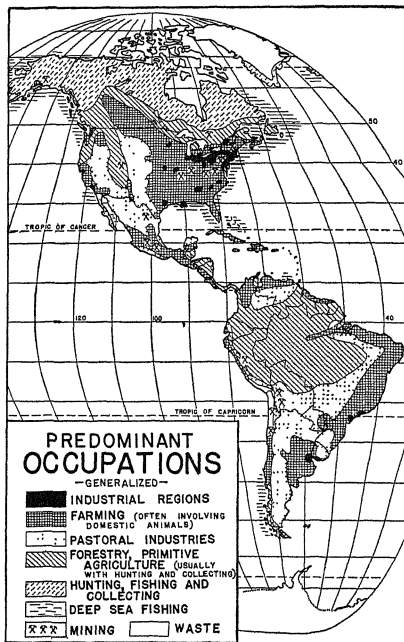 50
40
0
TROPIC OF CANCER
120
100
40
TROPIC OF CAPRICORN
PREDOMINANT
OCCUPATIONS
—GENERALIZED—
INDUSTRIAL REGIONS
FARMING (OFTEN INVOLVING
DOMESTIC ANIMALS)
PASTORAL INDUSTRIES
FORESTRY, PRIMITIVE
AGRICULTURE (USUALLY
WITH HUNTING AND COLLECTING)
HUNTING, FISHING AND
COLLECTING
DEEP SEA FISHING
MINING WASTE